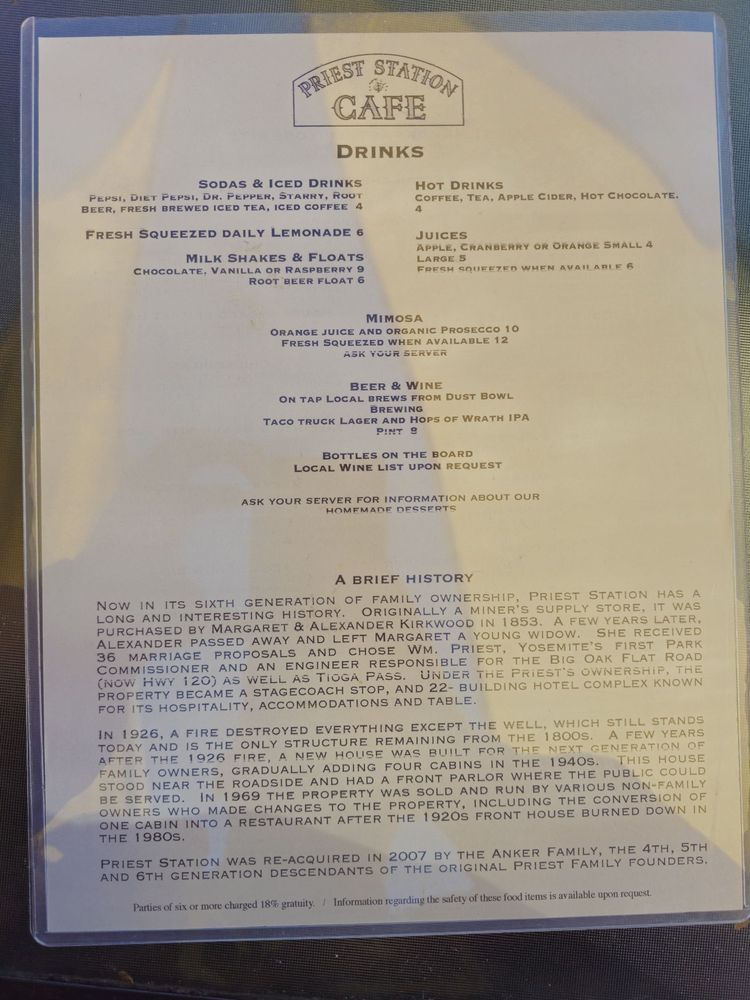 PRIEST STATION
CAFE
DRINKS
SODAS & ICED DRINKS
PEPSI, DIET PEPSI, DR. PEPPER, STARRY, ROOT
BEER, FRESH BREWED ICED TEA, ICED COFFEE 4
FRESH SQUEEZED DAILY LEMONADE 6
MILK SHAKES & FLOATS
CHOCOLATE, VANILLA OR RASPBERRY 9
ROOT BEER FLOAT 6
HOT DRINKS
COFFEE, TEA, APPLE CIDER, HOT CHOCOLATE.
4
JUICES
APPLE, CRANBERRY OR ORANGE SMALL 4
LARGE 5
FRESH SQUEEZED WHEN AVAILABLE 6
MIMOSA
ORANGE JUICE AND ORGANIC PROSECCO 10
FRESH SQUEEZED WHEN AVAILABLE 12
ASK YOUR SERVER
BEER & WINE
ON TAP LOCAL BREWS FROM DUST BOWL
BREWING
TACO TRUCK LAGER AND HOPS OF WRATH IPA
PINT 8
BOTTLES ON THE BOARD
LOCAL WINE LIST UPON REQUEST
ASK YOUR SERVER FOR INFORMATION ABOUT OUR
HOMEMADE DESSERTS
A BRIEF HISTORY
NOW IN ITS SIXTH GENERATION OF FAMILY OWNERSHIP, PRIEST STATION HAS A
LONG AND INTERESTING HISTORY. ORIGINALLY A MINER'S SUPPLY STORE, IT WAS
PURCHASED BY MARGARET & ALEXANDER KIRKWOOD IN 1853. A FEW YEARS LATER,
ALEXANDER PASSED AWAY AND LEFT MARGARET A YOUNG WIDOW. SHE RECEIVED
36 MARRIAGE PROPOSALS AND CHOSE WM. PRIEST, YOSEMITE'S FIRST PARK
COMMISSIONER AND AN ENGINEER RESPONSIBLE FOR THE BIG OAK FLAT ROAD
(NOW HWY 120) AS WELL AS TIOGA PASS. UNDER THE PRIEST'S OWNERSHIP, THE
PROPERTY BECAME A STAGECOACH STOP, AND 22- BUILDING HOTEL COMPLEX KNOWN
FOR ITS HOSPITALITY, ACCOMMODATIONS AND TABLE.
IN 1926, A FIRE DESTROYED EVERYTHING EXCEPT THE WELL, WHICH STILL STANDS
TODAY AND IS THE ONLY STRUCTURE REMAINING FROM THE 1800S. A FEW YEARS
AFTER THE 1926 FIRE, A NEW HOUSE WAS BUILT FOR THE NEXT GENERATION OF
FAMILY OWNERS, GRADUALLY ADDING FOUR CABINS IN THE 1940S. THIS HOUSE
STOOD NEAR THE ROADSIDE AND HAD A FRONT PARLOR WHERE THE PUBLIC COULD
BE SERVED. IN 1969 THE PROPERTY WAS SOLD AND RUN BY VARIOUS NON-FAMILY
OWNERS WHO MADE CHANGES TO THE PROPERTY, INCLUDING THE CONVERSION OF
ONE CABIN INTO A RESTAURANT AFTER THE 1920S FRONT HOUSE BURNED DOWN IN
THE 1980S.
PRIEST STATION WAS RE-ACQUIRED IN 2007 BY THE ANKER FAMILY, THE 4TH, 5TH
AND 6TH GENERATION DESCENDANTS OF THE ORIGINAL PRIEST FAMILY FOUNDERS.
Parties of six or more charged 18% gratuity. / Information regarding the safety of these food items is available upon request.